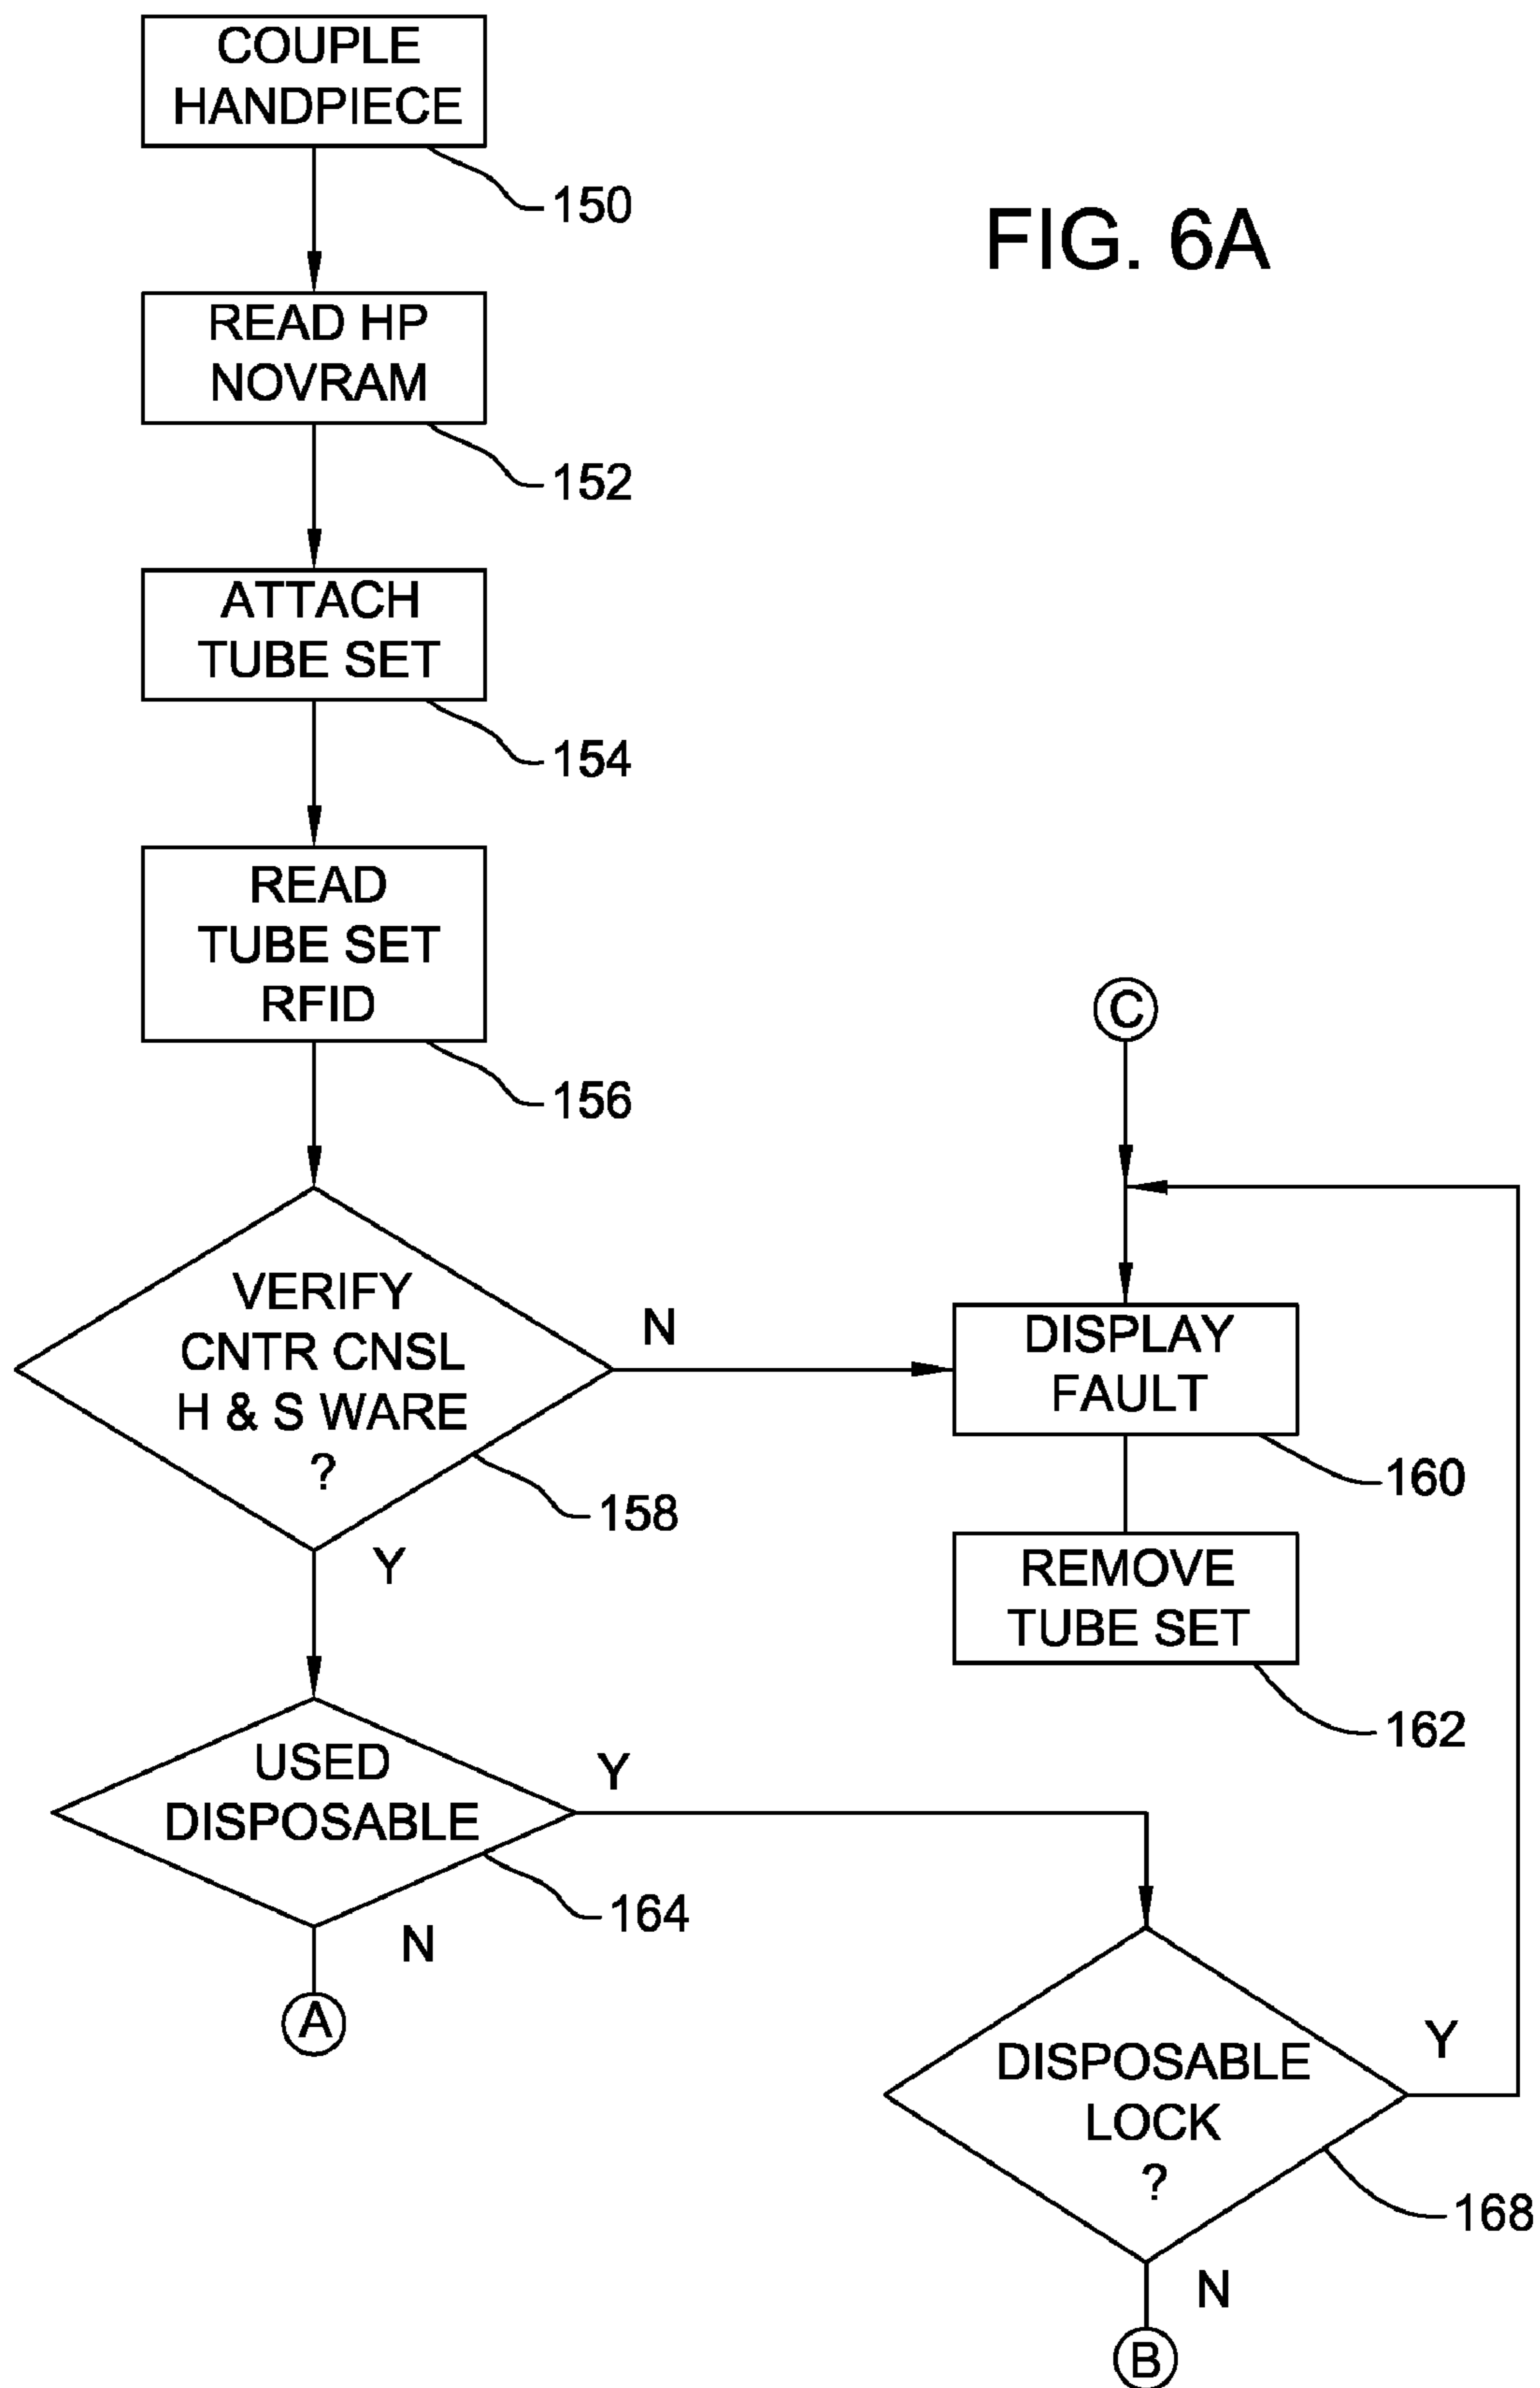 COUPLE
HANDPIECE
150
FIG. 6A
READ HP
NOVRAM
152
ATTACH
TUBE SET
154
READ
TUBE SET
RFID
156
C
VERIFY
CNTR CNSL
H & S WARE
?
158
N
Y
DISPLAY
FAULT
160
REMOVE
TUBE SET
162
USED
DISPOSABLE
164
Y
N
A
DISPOSABLE
LOCK
?
168
Y
N
B